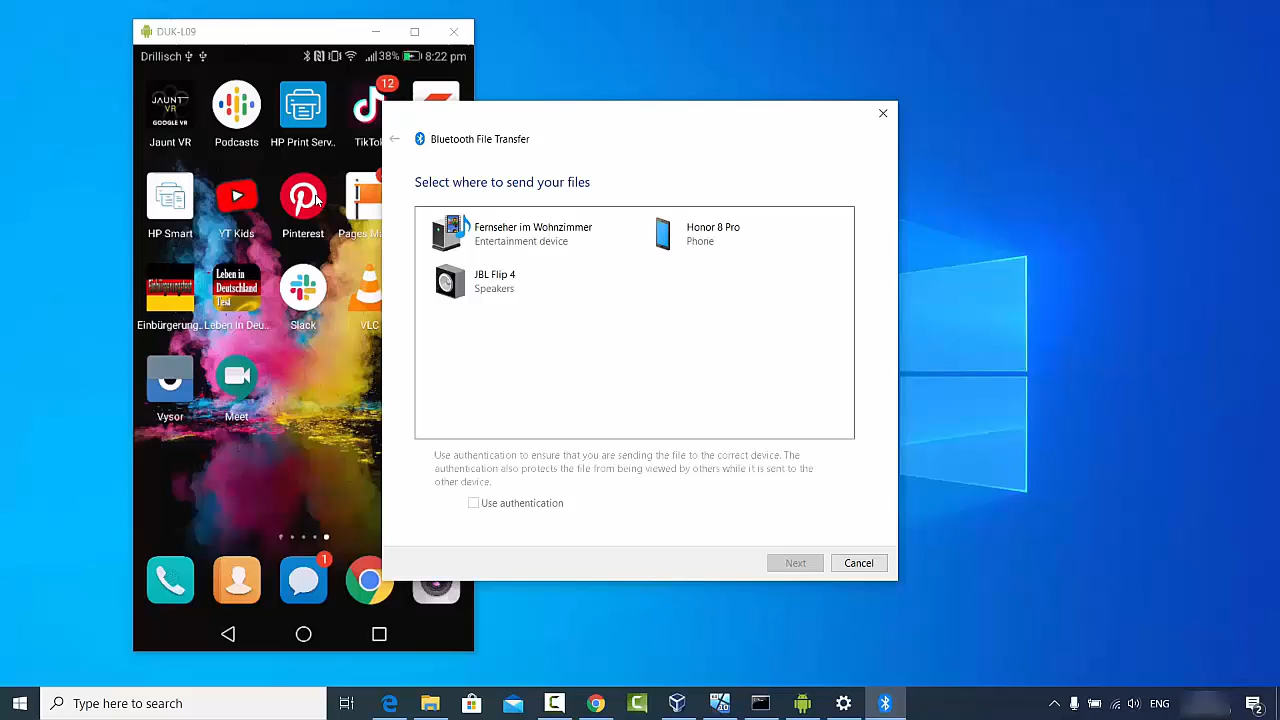 DUK-L09
Drillisch
38% 8:22 pm
12
JAUNT
VR
GOOGLE VR
Jaunt VR
Podcasts
HP Print Serv..
HP Smart
YT Kids
Pinterest
Einbürgerung..
Leben in
Deutschland
Test
Leben In Deu..
Slack
VLC
Vysor
Meet
1
Bluetooth File Transfer
Select where to send your files
Fernseher im Wohnzimmer
Entertainment device
Honor 8 Pro
Phone
JBL Flip 4
Speakers
Use authentication to ensure that you are sending the file to the correct device. The
authentication also protects the file from being viewed by others while it is sent to the
other device.
Use authentication
Next
Cancel
Type here to search
ENG
2